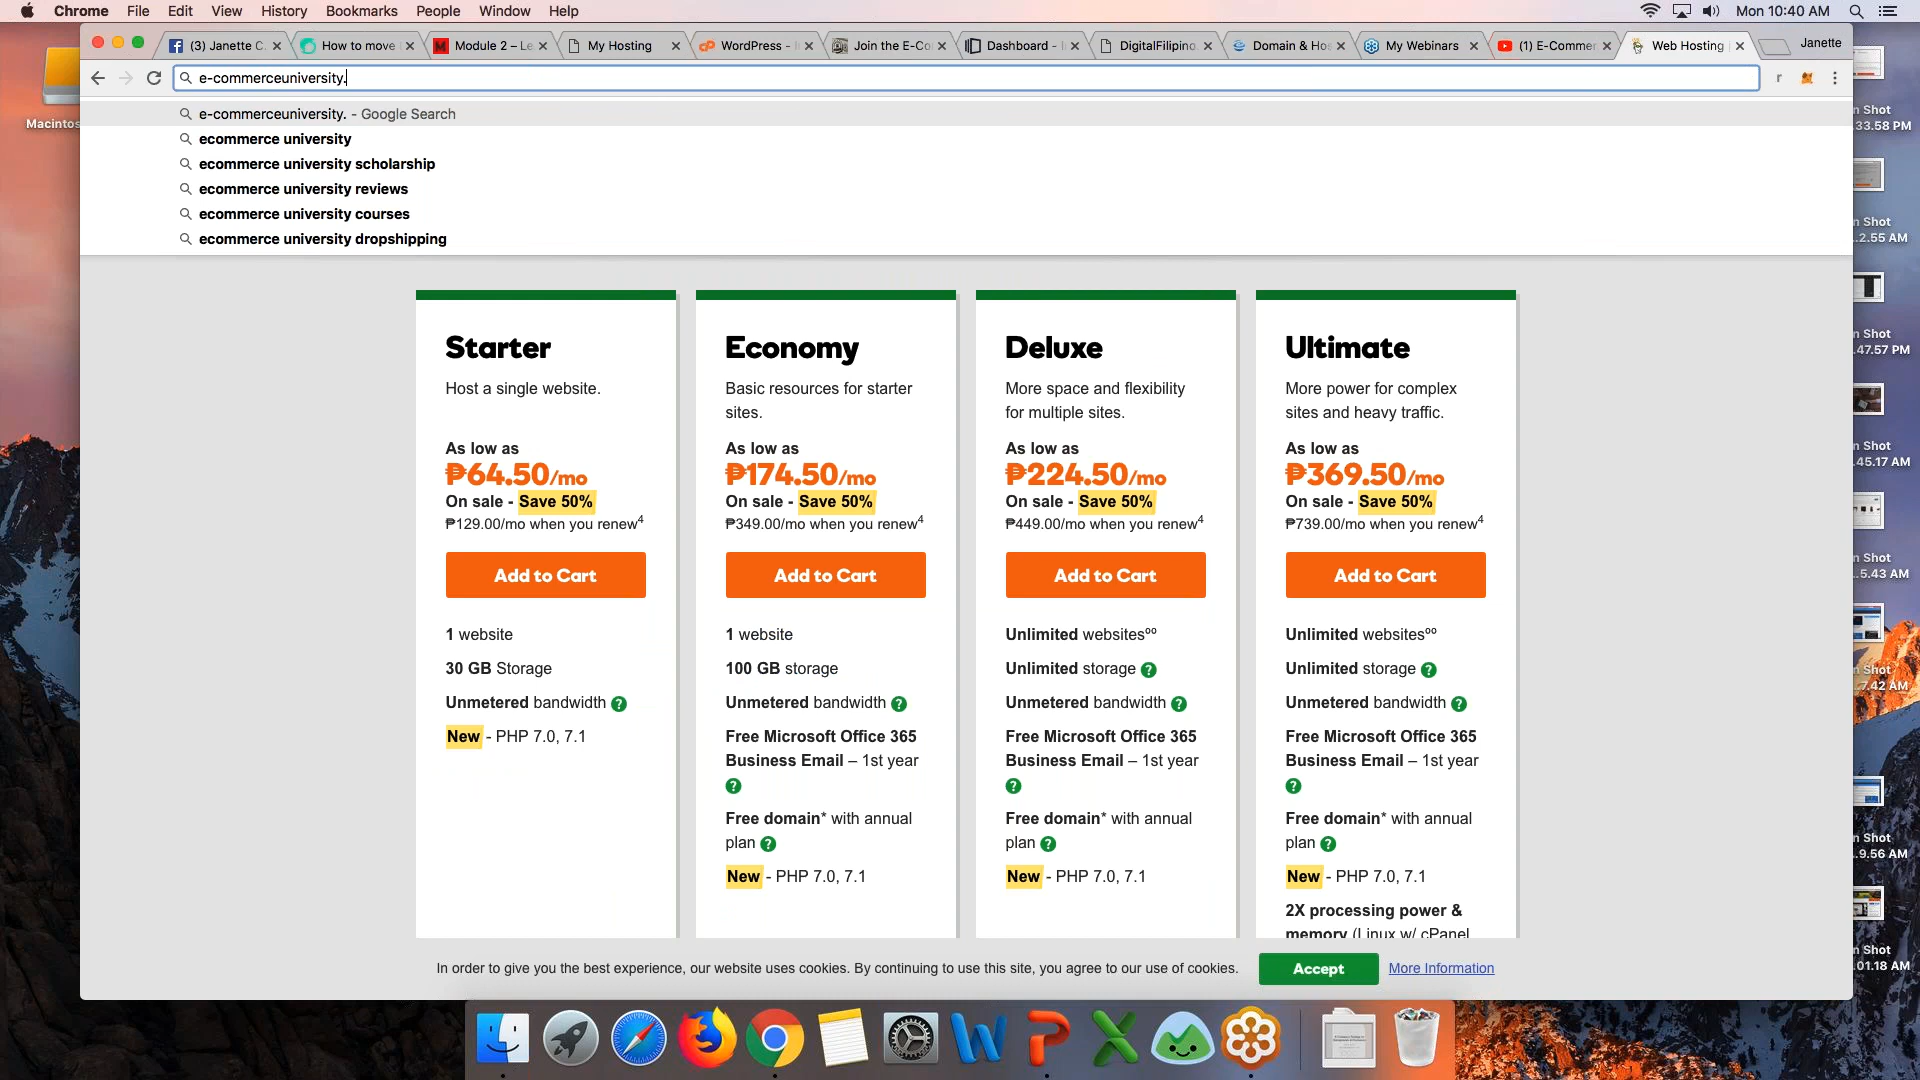 Chrome File Edit View History Bookmarks People Window Help Mon 10:40 AM
(3) Janette C How to move Module 2 – Le My Hosting WordPress – Join the E-Co Dashboard – DigitalFilipino Domain & Hos My Webinars (1) E-Commer Web Hosting Janette
e-commerceuniversity.
e-commerceuniversity. - Google Search
ecommerce university
ecommerce university scholarship
ecommerce university reviews
ecommerce university courses
ecommerce university dropshipping
Starter
Host a single website.
As low as
₱64.50/mo
On sale - Save 50%
₱129.00/mo when you renew4
Add to Cart
1 website
30 GB Storage
Unmetered bandwidth ?
New - PHP 7.0, 7.1
Economy
Basic resources for starter
sites.
As low as
₱174.50/mo
On sale - Save 50%
₱349.00/mo when you renew4
Add to Cart
1 website
100 GB storage
Unmetered bandwidth ?
Free Microsoft Office 365
Business Email – 1st year
?
Free domain* with annual
plan ?
New - PHP 7.0, 7.1
Deluxe
More space and flexibility
for multiple sites.
As low as
₱224.50/mo
On sale - Save 50%
₱449.00/mo when you renew4
Add to Cart
Unlimited websitesºº
Unlimited storage ?
Unmetered bandwidth ?
Free Microsoft Office 365
Business Email – 1st year
?
Free domain* with annual
plan ?
New - PHP 7.0, 7.1
Ultimate
More power for complex
sites and heavy traffic.
As low as
₱369.50/mo
On sale - Save 50%
₱739.00/mo when you renew4
Add to Cart
Unlimited websitesºº
Unlimited storage ?
Unmetered bandwidth ?
Free Microsoft Office 365
Business Email – 1st year
?
Free domain* with annual
plan ?
New - PHP 7.0, 7.1
2X processing power &
memory (Linux w/ cPanel
In order to give you the best experience, our website uses cookies. By continuing to use this site, you agree to our use of cookies. Accept More Information
Macintos
n Shot
.33.58 PM
n Shot
.2.55 AM
n Shot
.47.57 PM
n Shot
.45.17 AM
n Shot
.5.43 AM
n Shot
.7.42 AM
n Shot
.9.56 AM
n Shot
.01.18 AM